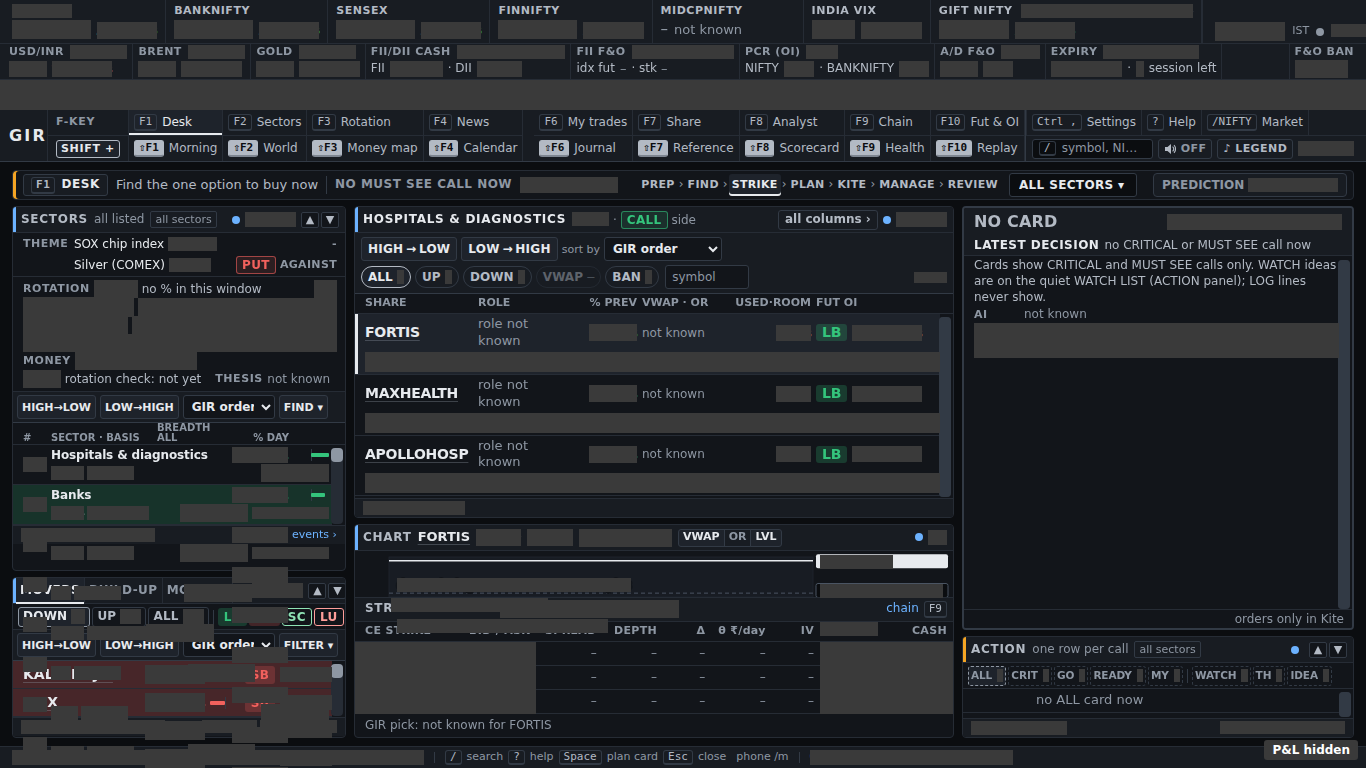 BANKNIFTY SENSEX FINNIFTY MIDCPNIFTY INDIA VIX GIFT NIFTY
– not known IST
USD/INR BRENT GOLD FII/DII CASH FII F&O PCR (OI) A/D F&O EXPIRY F&O BAN
FII · DII idx fut – · stk – NIFTY · BANKNIFTY · session left
GIR F-KEY F1 Desk F2 Sectors F3 Rotation F4 News F6 My trades F7 Share F8 Analyst F9 Chain F10 Fut & OI Ctrl , Settings ? Help /NIFTY Market
SHIFT + ⇧F1 Morning ⇧F2 World ⇧F3 Money map ⇧F4 Calendar ⇧F6 Journal ⇧F7 Reference ⇧F8 Scorecard ⇧F9 Health ⇧F10 Replay / symbol, NI… OFF ♪ LEGEND
F1 DESK Find the one option to buy now NO MUST SEE CALL NOW PREP › FIND › STRIKE › PLAN › KITE › MANAGE › REVIEW ALL SECTORS ▾ PREDICTION
SECTORS all listed all sectors ▲ ▼
THEME SOX chip index -
Silver (COMEX) PUT AGAINST
ROTATION no % in this window
MONEY
rotation check: not yet THESIS not known
HIGH→LOW LOW→HIGH GIR order FIND ▾
# SECTOR · BASIS BREADTH ALL % DAY
Hospitals & diagnostics
Banks
events ›
▲ ▼
DOWN UP ALL SC LU
HIGH→LOW LOW→HIGH GIR order FILTER ▾
HOSPITALS & DIAGNOSTICS · CALL side all columns ›
HIGH → LOW LOW → HIGH sort by GIR order
ALL UP DOWN VWAP – BAN symbol
SHARE ROLE % PREV VWAP · OR USED·ROOM FUT OI
FORTIS role not known not known LB
MAXHEALTH role not known not known LB
APOLLOHOSP role not known not known LB
CHART FORTIS VWAP OR LVL
chain F9
DEPTH Δ θ ₹/day IV CASH
– – – – –
– – – – –
– – – – –
GIR pick: not known for FORTIS
NO CARD
LATEST DECISION no CRITICAL or MUST SEE call now
Cards show CRITICAL and MUST SEE calls only. WATCH ideas
are on the quiet WATCH LIST (ACTION panel); LOG lines
never show.
AI not known
orders only in Kite
ACTION one row per call all sectors ▲ ▼
ALL CRIT GO READY MY WATCH TH IDEA
no ALL card now
P&L hidden
/ search ? help Space plan card Esc close phone /m